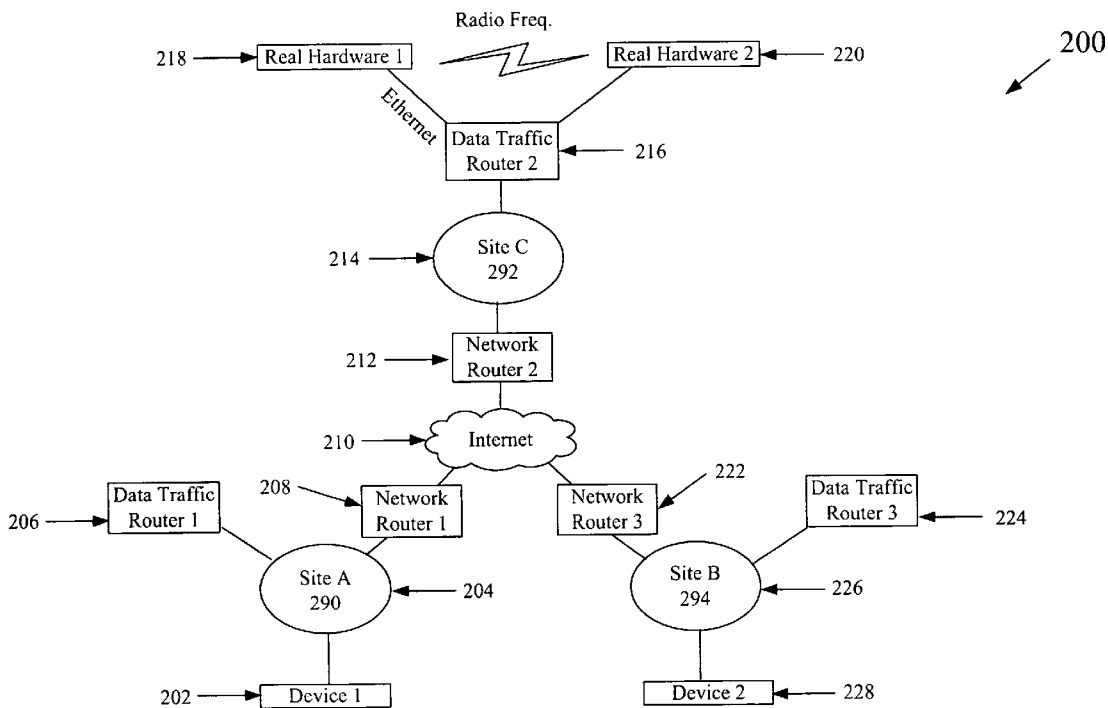 Radio Freq.
218
Real Hardware 1
Real Hardware 2
220
200
Ethernet
Data Traffic
Router 2
216
214
Site C
292
212
Network
Router 2
210
Internet
206
Data Traffic
Router 1
208
Network
Router 1
Network
Router 3
222
Data Traffic
Router 3
224
Site A
290
204
Site B
294
226
202
Device 1
Device 2
228